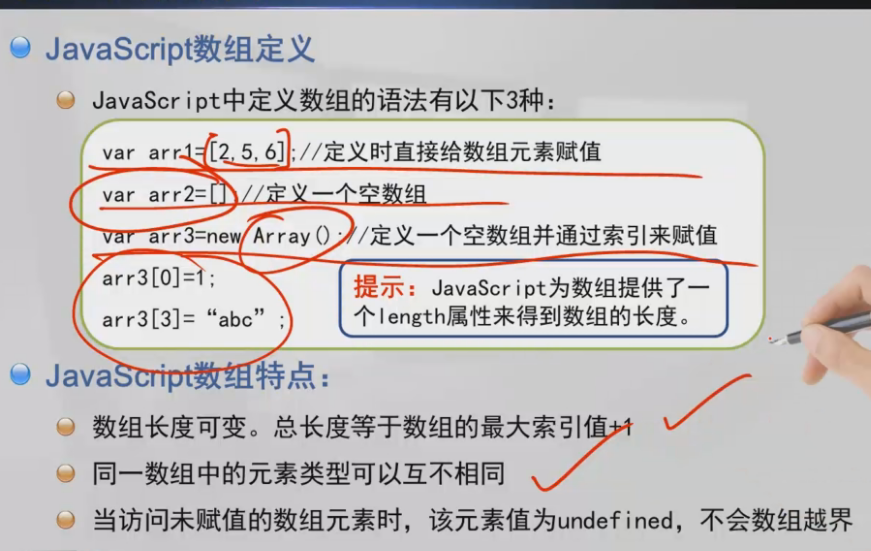 JavaScript数组定义
JavaScript中定义数组的语法有以下3种：
var arr1=[2,5,6];//定义时直接给数组元素赋值
var arr2=[];//定义一个空数组
var arr3=new Array();//定义一个空数组并通过索引来赋值
arr3[0]=1;
arr3[3]=“abc”;
提示：JavaScript为数组提供了一
个length属性来得到数组的长度。
JavaScript数组特点：
数组长度可变。总长度等于数组的最大索引值+1
同一数组中的元素类型可以互不相同
当访问未赋值的数组元素时，该元素值为undefined，不会数组越界